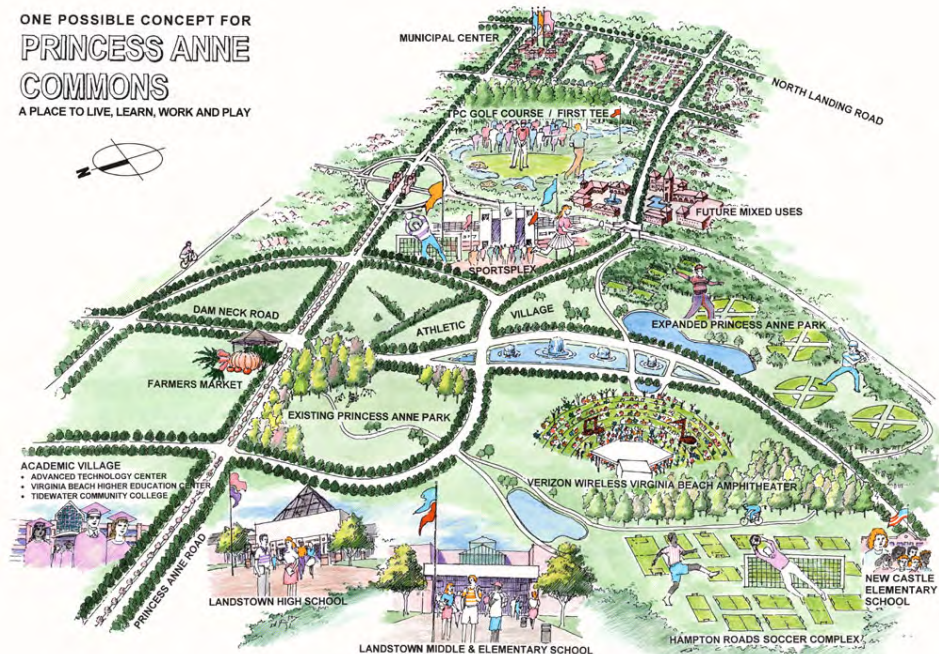 ONE POSSIBLE CONCEPT FOR
PRINCESS ANNE
COMMONS
A PLACE TO LIVE, LEARN, WORK AND PLAY
N
MUNICIPAL CENTER
NORTH LANDING ROAD
TPC GOLF COURSE / FIRST TEE
FUTURE MIXED USES
SPORTSPLEX
DAM NECK ROAD
ATHLETIC
VILLAGE
EXPANDED PRINCESS ANNE PARK
FARMERS MARKET
EXISTING PRINCESS ANNE PARK
ACADEMIC VILLAGE
• ADVANCED TECHNOLOGY CENTER
• VIRGINIA BEACH HIGHER EDUCATION CENTER
• TIDEWATER COMMUNITY COLLEGE
VERIZON WIRELESS VIRGINIA BEACH AMPHITHEATER
PRINCESS ANNE ROAD
LANDSTOWN HIGH SCHOOL
NEW CASTLE
ELEMENTARY
SCHOOL
HAMPTON ROADS SOCCER COMPLEX
LANDSTOWN MIDDLE & ELEMENTARY SCHOOL